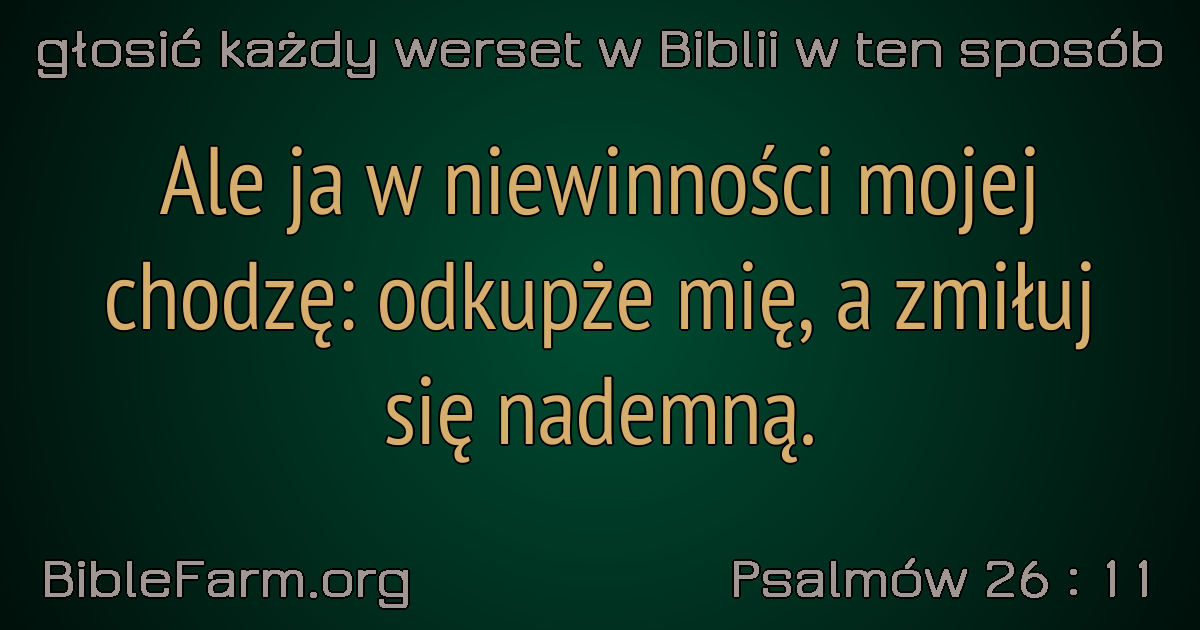 głosić każdy werset w Biblii w ten sposób
Ale ja w niewinności mojej
chodzę: odkupże mię, a zmiłuj
się nademną.
BibleFarm.org
Psalmów 26 : 11